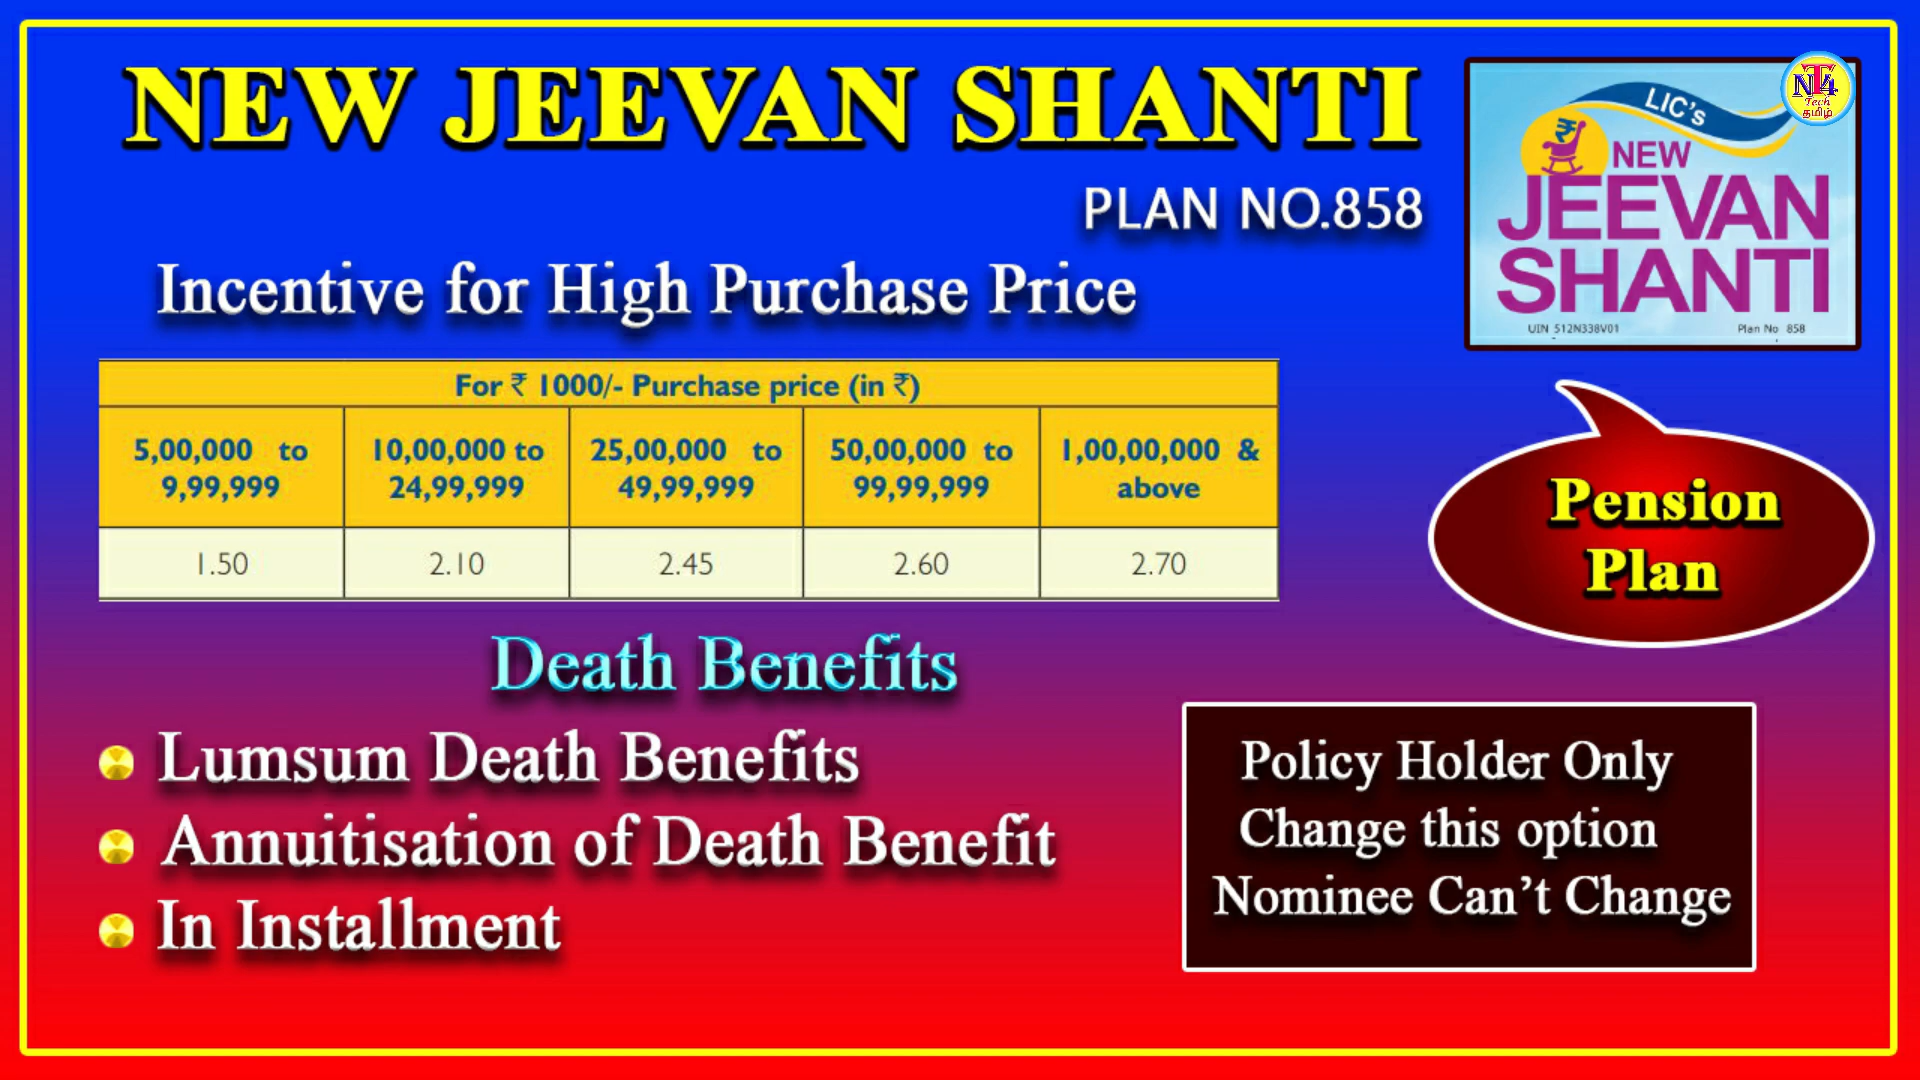 NEW JEEVAN SHANTI
PLAN NO.858
Incentive for High Purchase Price
For ₹ 1000/- Purchase price (in ₹)
5,00,000 to 9,99,999
10,00,000 to 24,99,999
25,00,000 to 49,99,999
50,00,000 to 99,99,999
1,00,00,000 & above
1.50
2.10
2.45
2.60
2.70
Death Benefits
Lumsum Death Benefits
Annuitisation of Death Benefit
In Installment
LIC's
₹
NEW
JEEVAN
SHANTI
UIN 512N338V01
Plan No 858
NT4
Tech
தமிழ்
Pension
Plan
Policy Holder Only
Change this option
Nominee Can't Change